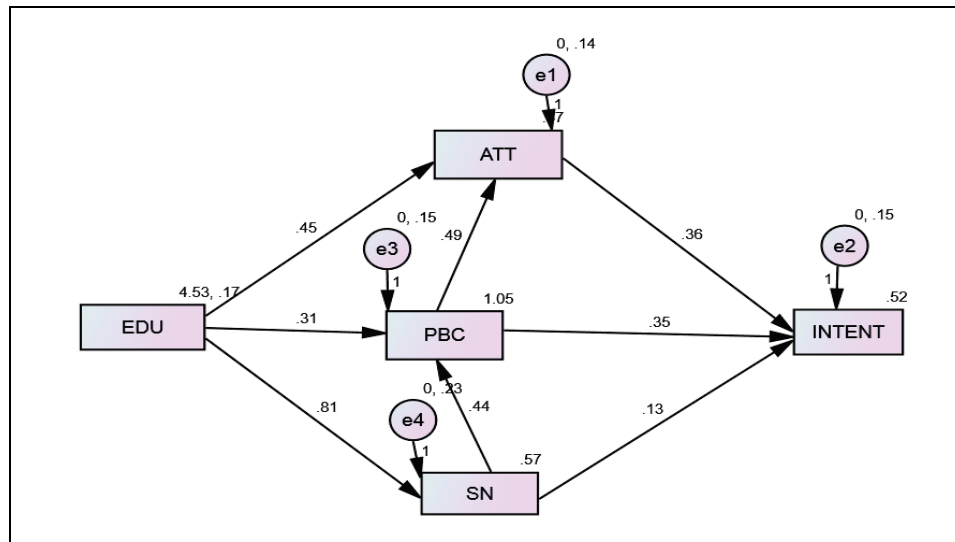 0, .14
e1
1
ATT
.45
0, .15
e3
.49
.36
0, .15
e2
1
1
4.53, .17
1.05
.52
EDU
.31
PBC
.35
INTENT
0, .23
.81
e4
.44
.13
1
.57
SN